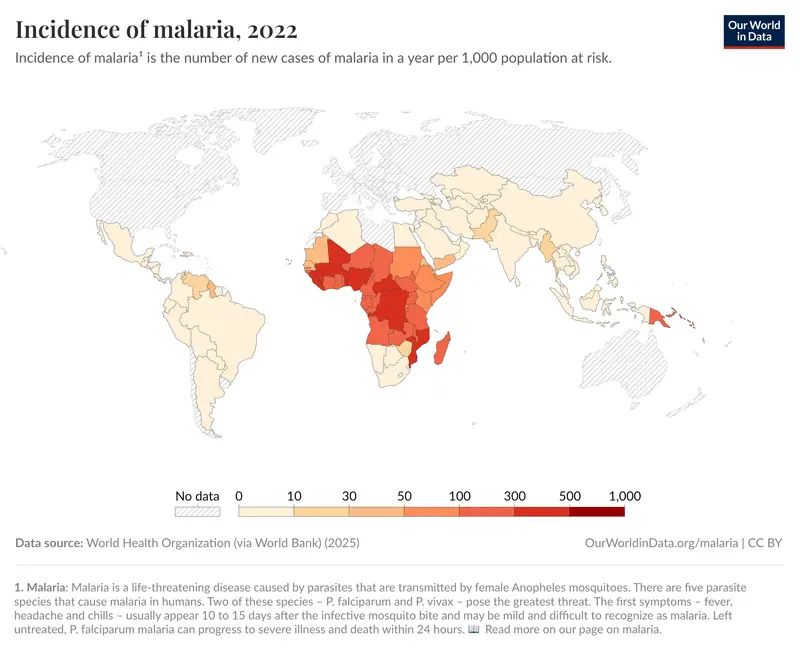 Incidence of malaria, 2022
Our World
in Data
Incidence of malaria¹ is the number of new cases of malaria in a year per 1,000 population at risk.
No data 0 10 30 50 100 300 500 1,000
Data source: World Health Organization (via World Bank) (2025)
OurWorldinData.org/malaria | CC BY
1. Malaria: Malaria is a life-threatening disease caused by parasites that are transmitted by female Anopheles mosquitoes. There are five parasite
species that cause malaria in humans. Two of these species – P. falciparum and P. vivax – pose the greatest threat. The first symptoms – fever,
headache and chills – usually appear 10 to 15 days after the infective mosquito bite and may be mild and difficult to recognize as malaria. Left
untreated, P. falciparum malaria can progress to severe illness and death within 24 hours. 📖 Read more on our page on malaria.